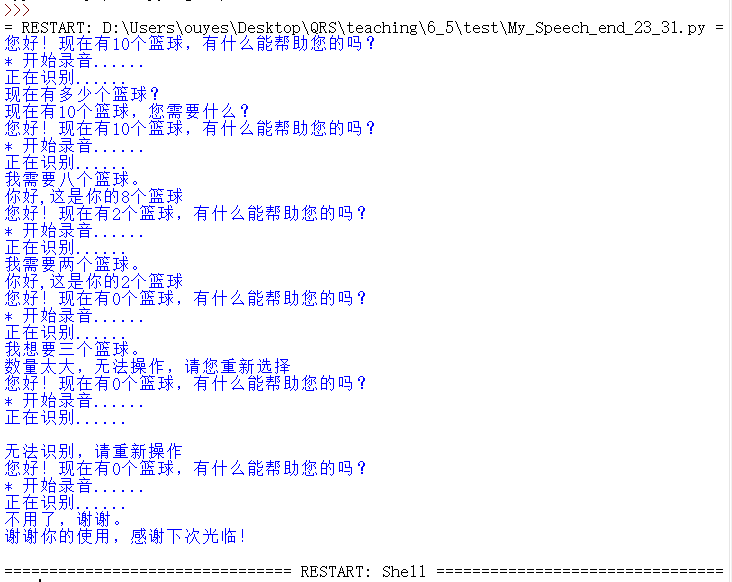 >>>
= RESTART: D:\Users\ouyes\Desktop\QRS\teaching\6_5\test\My_Speech_end_23_31.py =
您好！现在有10个篮球，有什么能帮助您的吗？
* 开始录音......
正在识别......
现在有多少个篮球？
现在有10个篮球，您需要什么？
您好！现在有10个篮球，有什么能帮助您的吗？
* 开始录音......
正在识别......
我需要八个篮球。
你好,这是你的8个篮球
您好！现在有2个篮球，有什么能帮助您的吗？
* 开始录音......
正在识别......
我需要两个篮球。
你好,这是你的2个篮球
您好！现在有0个篮球，有什么能帮助您的吗？
* 开始录音......
正在识别......
我想要三个篮球。
数量太大，无法操作，请您重新选择
您好！现在有0个篮球，有什么能帮助您的吗？
* 开始录音......
正在识别......
无法识别，请重新操作
您好！现在有0个篮球，有什么能帮助您的吗？
* 开始录音......
正在识别......
不用了，谢谢。
谢谢你的使用，感谢下次光临！
=============================== RESTART: Shell ===============================